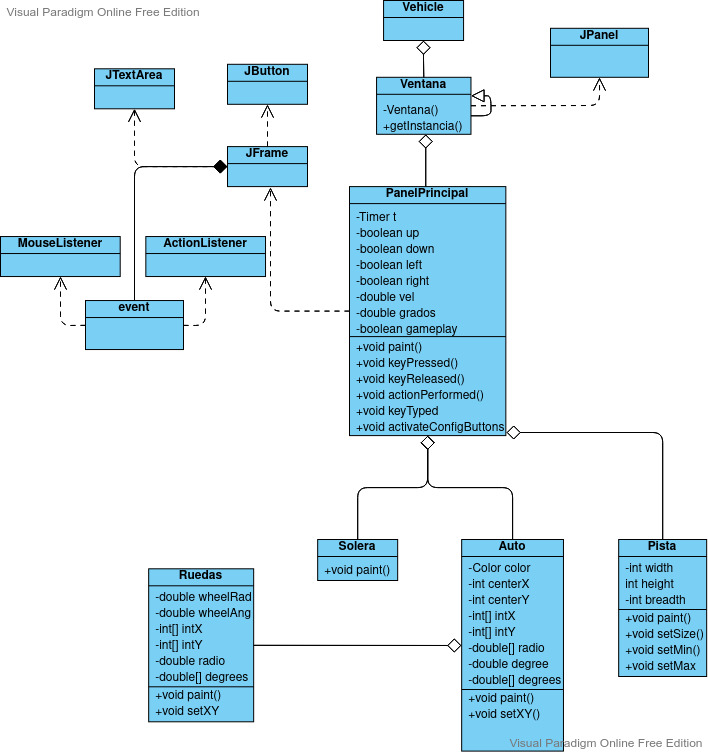 Visual Paradigm Online Free Edition
Vehicle
JPanel
JTextArea
JButton
Ventana
-Ventana()
+getInstancia()
JFrame
PanelPrincipal
-Timer t
-boolean up
-boolean down
-boolean left
-boolean right
-double vel
-double grados
-boolean gameplay
+void paint()
+void keyPressed()
+void keyReleased()
+void actionPerformed()
+void keyTyped
+void activateConfigButtons
MouseListener
ActionListener
event
Solera
+void paint()
Auto
-Color color
-int centerX
-int centerY
-int[] intX
-int[] intY
-double[] radio
-double degree
-double[] degrees
+void paint()
+void setXY()
Pista
-int width
int height
-int breadth
+void paint()
+void setSize()
+void setMin()
+void setMax
Ruedas
-double wheelRad
-double wheelAng
-int[] intX
-int[] intY
-double radio
-double[] degrees
+void paint()
+void setXY
Visual Paradigm Online Free Edition